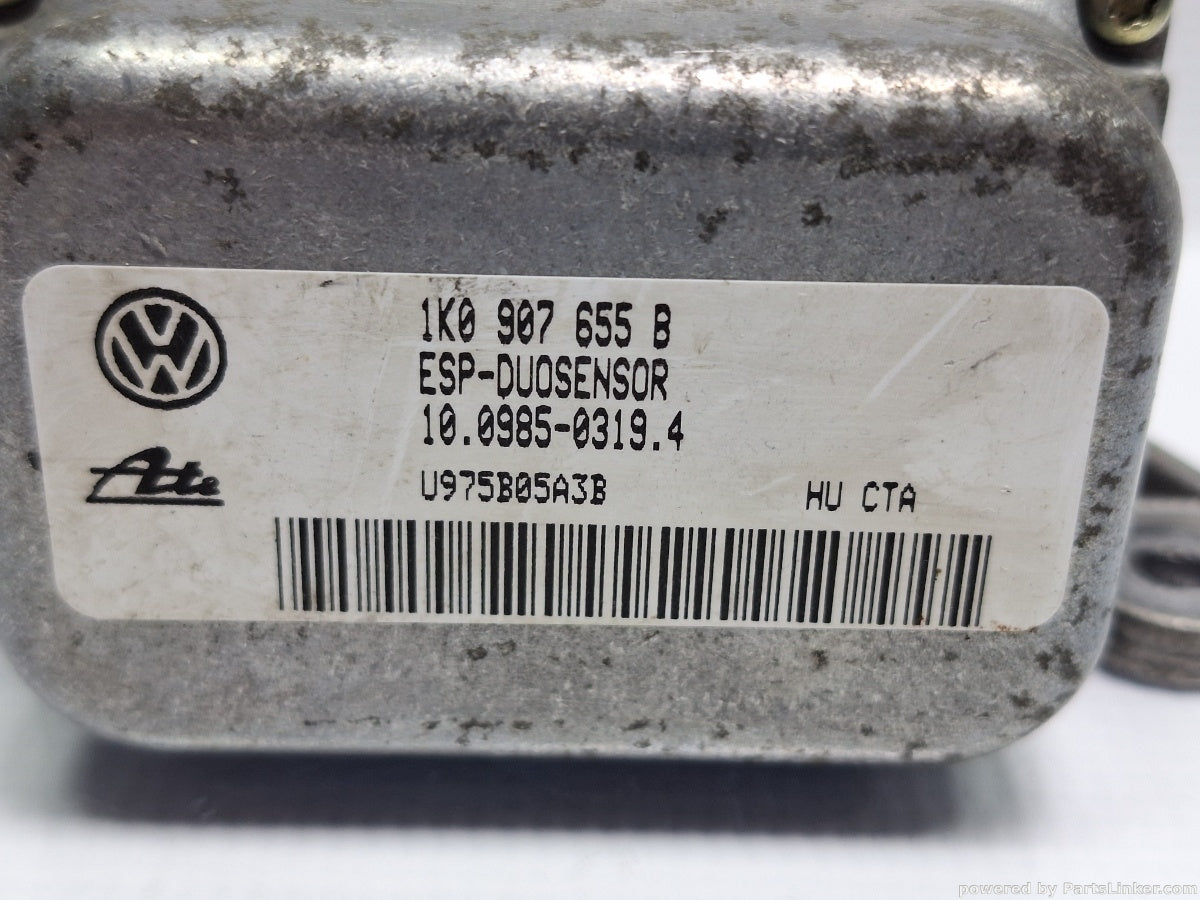 1K0 907 655 B
ESP-DUOSENSOR
10.0985-0319.4
Ate
U975B05A3B HU CTA
powered by PartsLinker.com